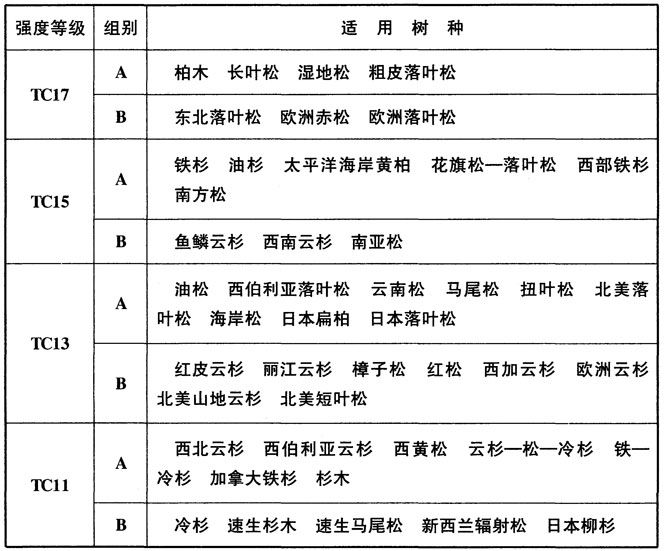 强度等级 组别 适用树种
TC17 A 柏木 长叶松 湿地松 粗皮落叶松
B 东北落叶松 欧洲赤松 欧洲落叶松
TC15 A 铁杉 油杉 太平洋海岸黄柏 花旗松—落叶松 西部铁杉
南方松
B 鱼鳞云杉 西南云杉 南亚松
TC13 A 油松 西伯利亚落叶松 云南松 马尾松 扭叶松 北美落
叶松 海岸松 日本扁柏 日本落叶松
B 红皮云杉 丽江云杉 樟子松 红松 西加云杉 欧洲云杉
北美山地云杉 北美短叶松
TC11 A 西北云杉 西伯利亚云杉 西黄松 云杉—松—冷杉 铁—
冷杉 加拿大铁杉 杉木
B 冷杉 速生杉木 速生马尾松 新西兰辐射松 日本柳杉